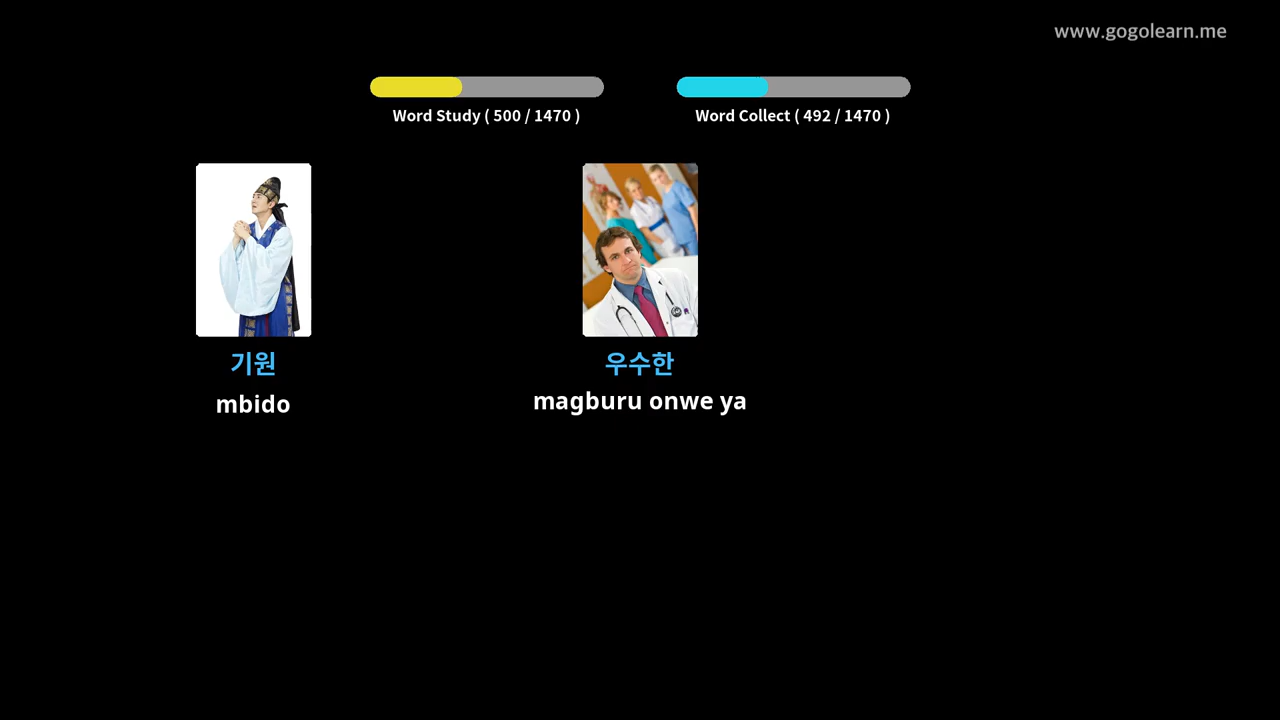 www.gogolearn.me
Word Study ( 500 / 1470 )
Word Collect ( 492 / 1470 )
기원
우수한
mbido
magburu onwe ya